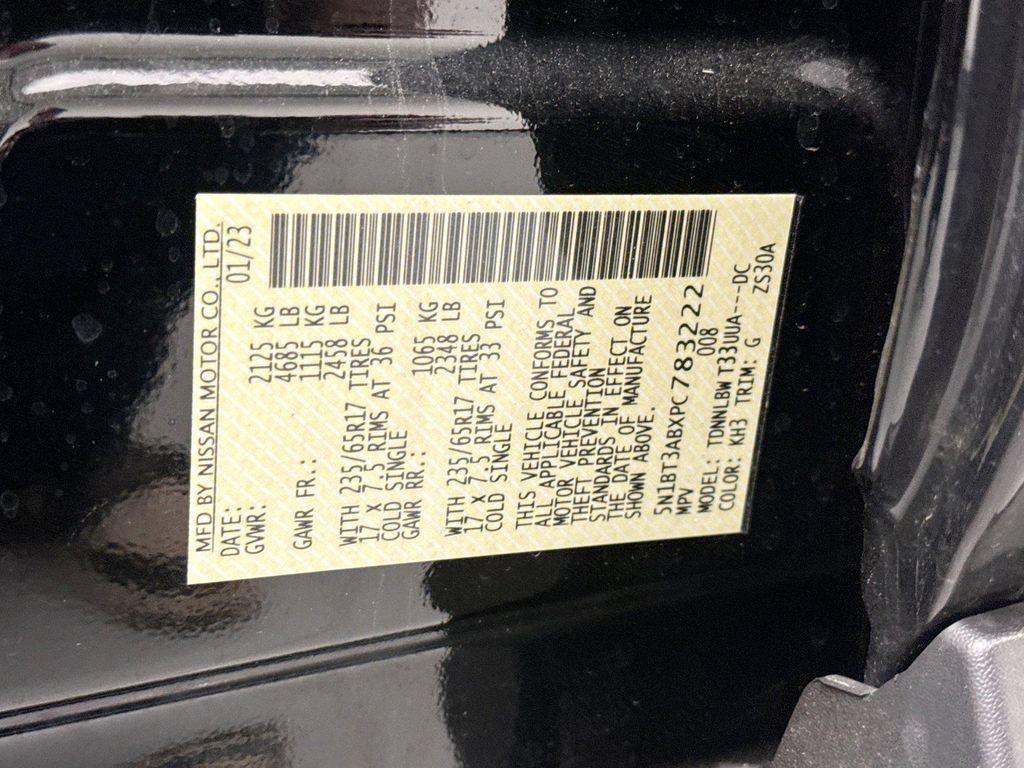 MFD BY NISSAN MOTOR CO., LTD.
DATE: 01/23
GVWR: 2125 KG
4685 LB
GAWR FR.: 1115 KG
2458 LB
WITH 235/65R17 TIRES
17 X 7.5 RIMS AT 36 PSI
COLD SINGLE
GAWR RR.: 1065 KG
2348 LB
WITH 235/65R17 TIRES
17 X 7.5 RIMS AT 33 PSI
COLD SINGLE
THIS VEHICLE CONFORMS TO
ALL APPLICABLE FEDERAL
MOTOR VEHICLE SAFETY AND
THEFT PREVENTION
STANDARDS IN EFFECT ON
THE DATE OF MANUFACTURE
SHOWN ABOVE.
5N1BT3ABXPC783222
MPV 008
MODEL: TDNNLBW T33UUA---DC
COLOR: KH3 TRIM: G ZS30A